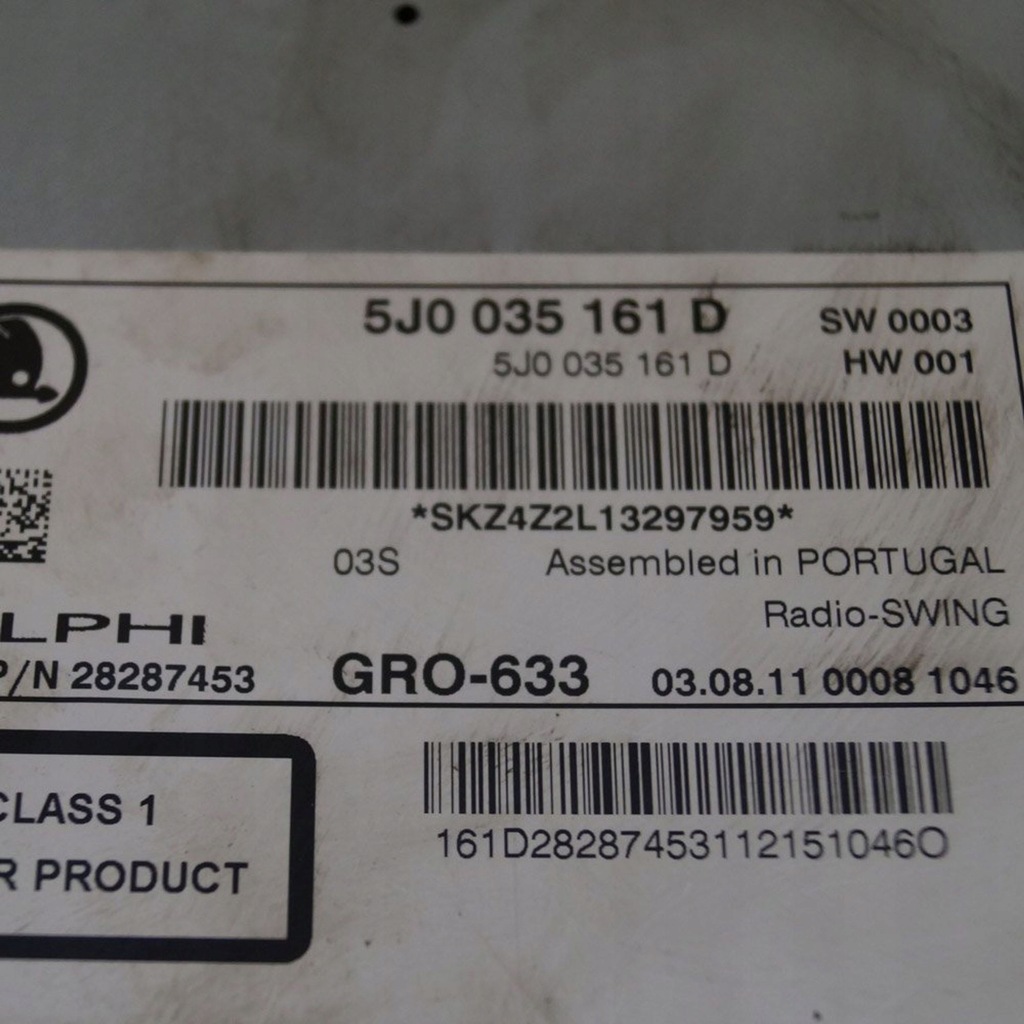 5J0 035 161 D SW 0003
5J0 035 161 D HW 001
*SKZ4Z2L13297959*
03S Assembled in PORTUGAL
Radio-SWING
LPHI
P/N 28287453 GRO-633 03.08.11 0008 1046
CLASS 1
R PRODUCT
161D28287453112151046O